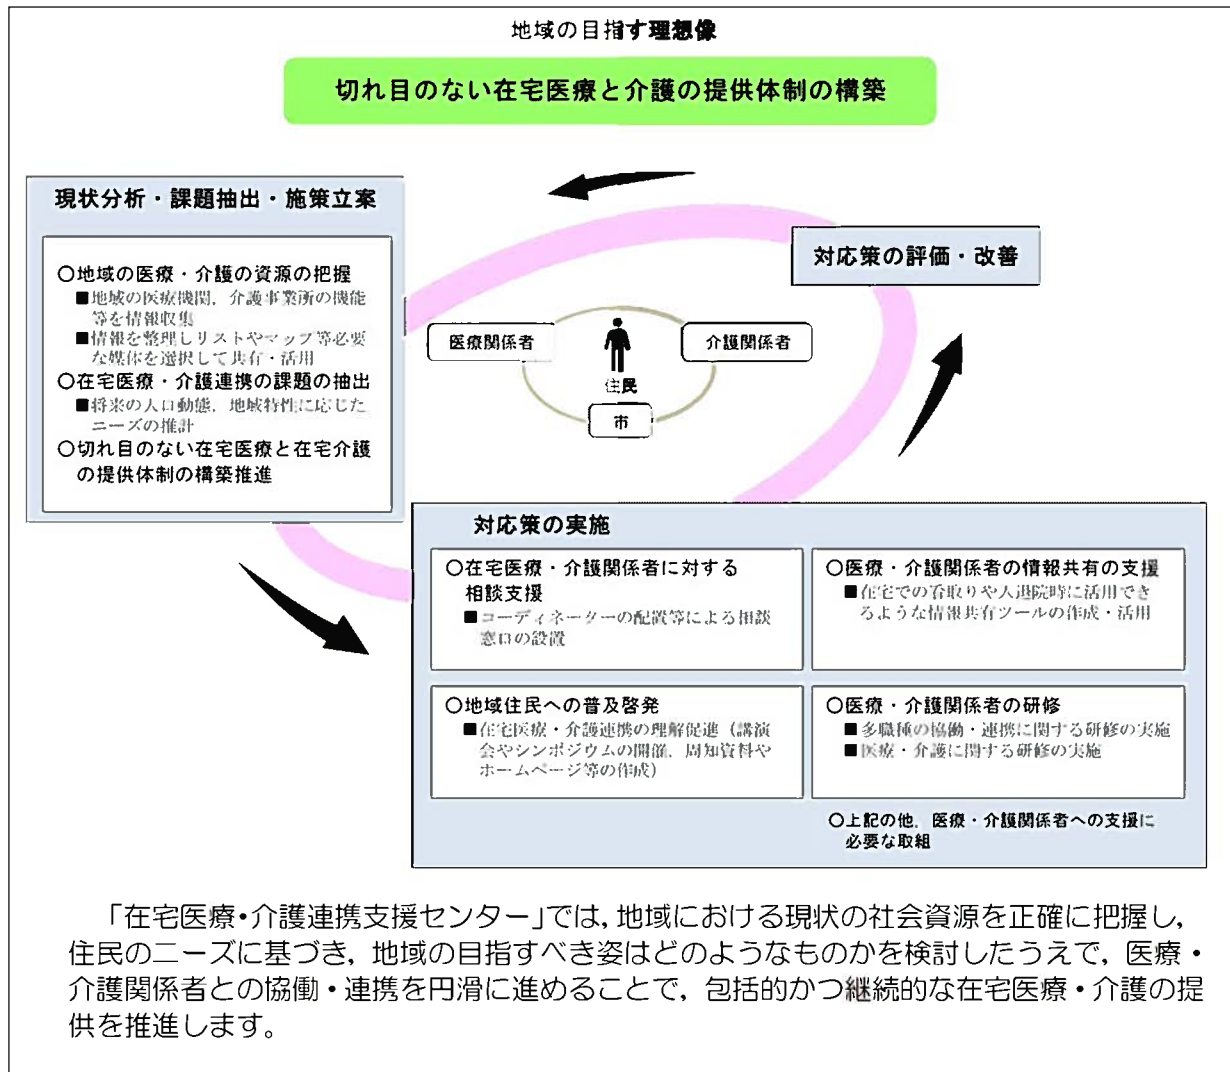 地域の目指す理想像
切れ目のない在宅医療と介護の提供体制の構築
現状分析・課題抽出・施策立案
〇地域の医療・介護の資源の把握
■地域の医療機関，介護事業所の機能
等を情報収集
■情報を整理しリストやマップ等必要
な媒体を選択して共有・活用
〇在宅医療・介護連携の課題の抽出
■将来の人口動態，地域特性に応じた
ニーズの推計
〇切れ目のない在宅医療と在宅介護
の提供体制の構築推進
対応策の評価・改善
医療関係者
介護関係者
住民
市
対応策の実施
〇在宅医療・介護関係者に対する
相談支援
■コーディネーターの配置等による相談
窓口の設置
〇医療・介護関係者の情報共有の支援
■在宅での看取りや入退院時に活用でき
るような情報共有ツールの作成・活用
〇地域住民への普及啓発
■在宅医療・介護連携の理解促進（講演
会やシンポジウムの開催，周知資料や
ホームページ等の作成）
〇医療・介護関係者の研修
■多職種の協働・連携に関する研修の実施
■医療・介護に関する研修の実施
〇上記の他，医療・介護関係者への支援に
必要な取組
「在宅医療・介護連携支援センター」では，地域における現状の社会資源を正確に把握し，
住民のニーズに基づき，地域の目指すべき姿はどのようなものかを検討したうえで，医療・
介護関係者との協働・連携を円滑に進めることで，包括的かつ継続的な在宅医療・介護の提
供を推進します。